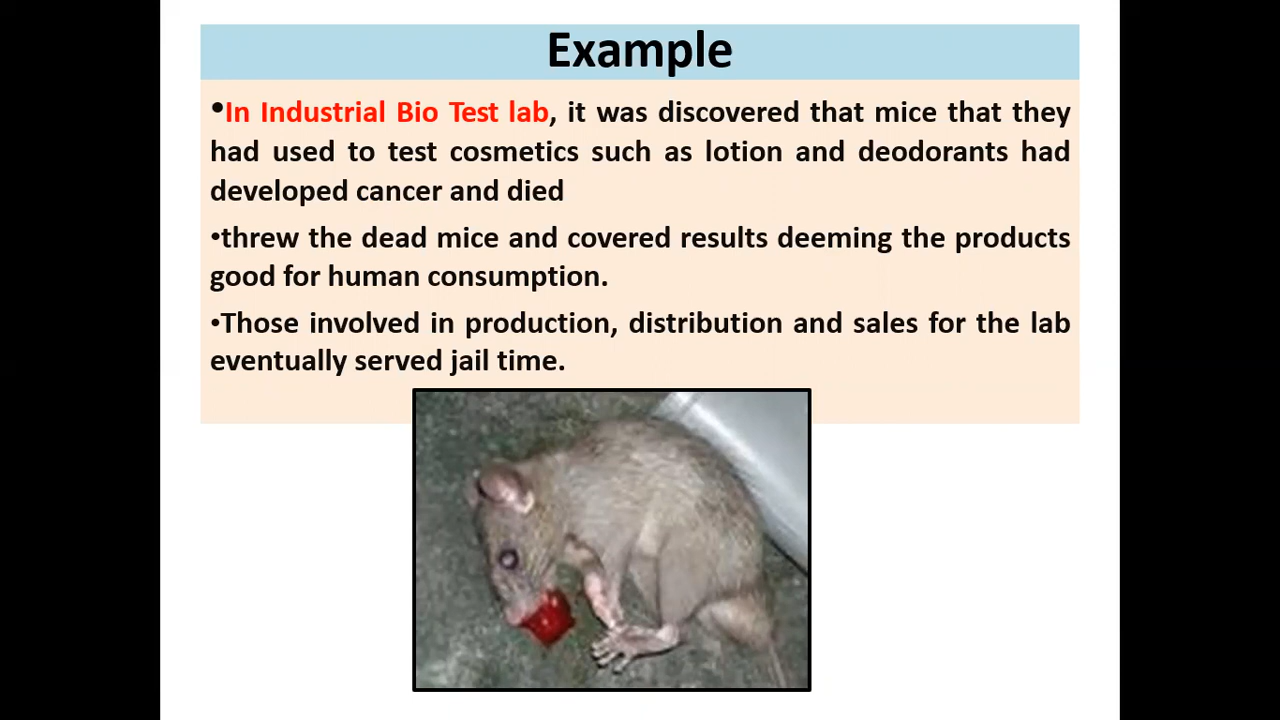 Example
•In Industrial Bio Test lab, it was discovered that mice that they
had used to test cosmetics such as lotion and deodorants had
developed cancer and died
•threw the dead mice and covered results deeming the products
good for human consumption.
•Those involved in production, distribution and sales for the lab
eventually served jail time.